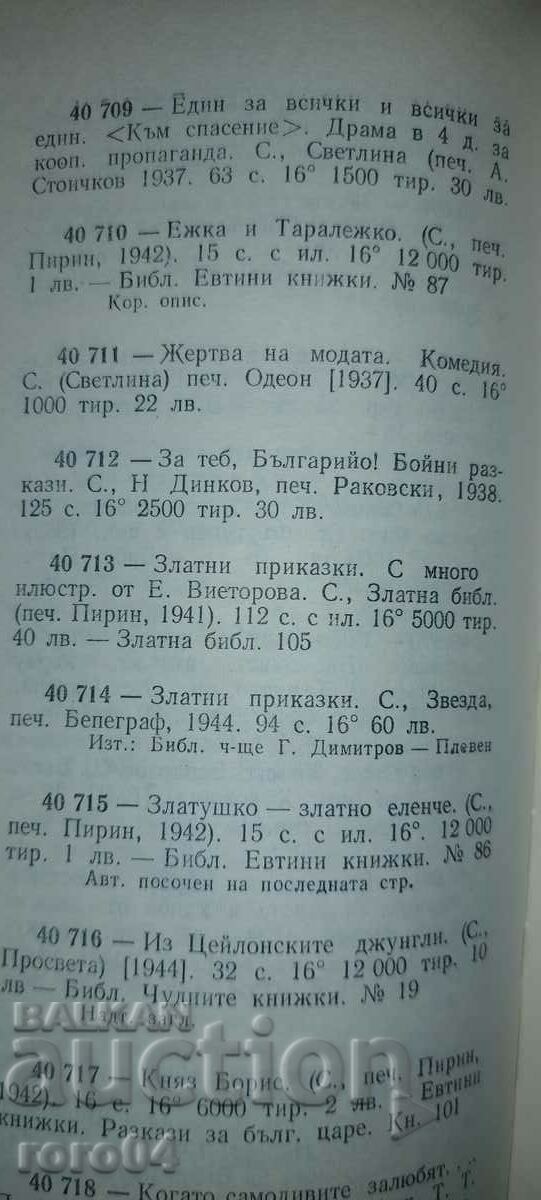 40 709 — Един за всички и всички за
един. <Към спасение>. Драма в 4 д. за
кооп. пропаганда. С., Светлина (печ. А.
Стоичков 1937. 63 с. 16° 1500 тир. 30 лв.
40 710 — Ежка и Таралежко. (С., печ.
Пирин, 1942). 15 с. с ил. 16° 12 000 тир.
1 лв. — Библ. Евтини книжки. № 87
Кор. опис.
40 711 — Жертва на модата. Комедия.
С. (Светлина) печ. Одеон [1937]. 40 с. 16°
1000 тир. 22 лв.
40 712 — За теб, Българийо! Бойни раз-
кази. С., Н Динков, печ. Раковски, 1938.
125 с. 16° 2500 тир. 30 лв.
40 713 — Златни приказки. С много
илюстр. от Е. Виеторова. С., Златна библ.
(печ. Пирин, 1941). 112 с. с ил. 16° 5000 тир.
40 лв. — Златна библ. 105
40 714 — Златни приказки. С., Звезда,
печ. Бепеграф, 1944. 94 с. 16° 60 лв.
Изт.: Библ. ч-ще Г. Димитров — Плевен
40 715 — Златушко — златно еленче. (С.,
печ. Пирин, 1942). 15 с. с ил. 16°. 12 000
тир. 1 лв. — Библ. Евтини книжки. № 86
Авт. посочен на последната стр.
40 716 — Из Цейлонските джунгли. (С.,
Просвета) [1944]. 32 с. 16° 12 000 тир. 10
лв — Библ. Чудните книжки. № 19
Надг. загл.
BALKAN
auction
40 717 — Княз Борис. (С., печ. Пирин,
1942). 16 с. 16° 6000 тир. 2 лв. Евтини
книжки. Разкази за бълг. царе. Кн. 101
roro04
40 718 — Когато самодивите залюбят.